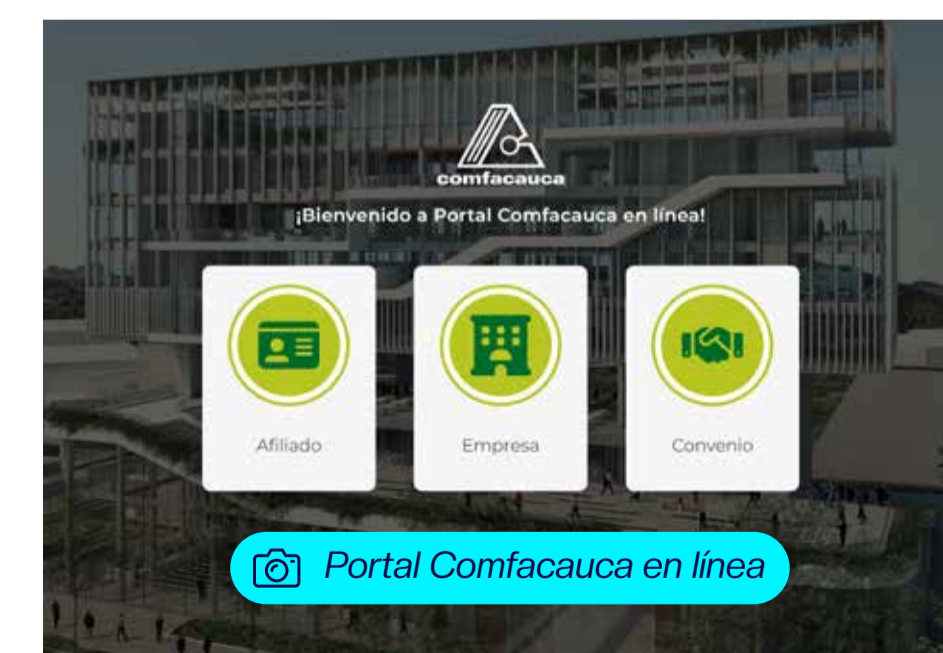 comfacauca
¡Bienvenido a Portal Comfacauca en línea!
Afiliado
Empresa
Convenio
Portal Comfacauca en línea